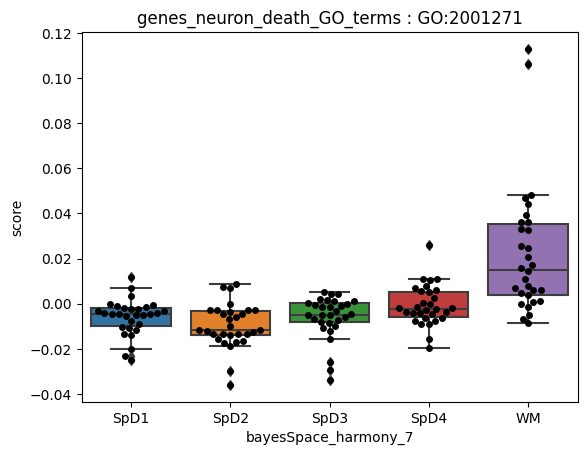 genes_neuron_death_GO_terms : GO:2001271
0.12
0.10
0.08
0.06
0.04
0.02
0.00
−0.02
−0.04
score
SpD1 SpD2 SpD3 SpD4 WM
bayesSpace_harmony_7